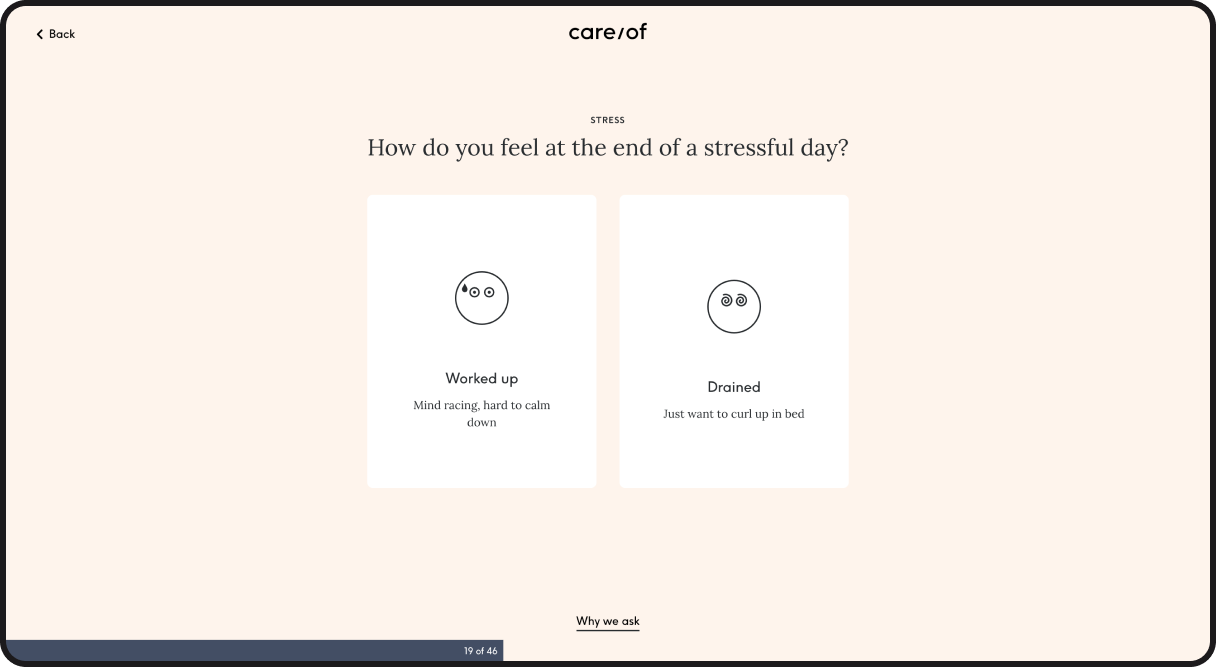 Back
care/of
STRESS
How do you feel at the end of a stressful day?
Worked up
Mind racing, hard to calm
down
Drained
Just want to curl up in bed
Why we ask
19 of 46